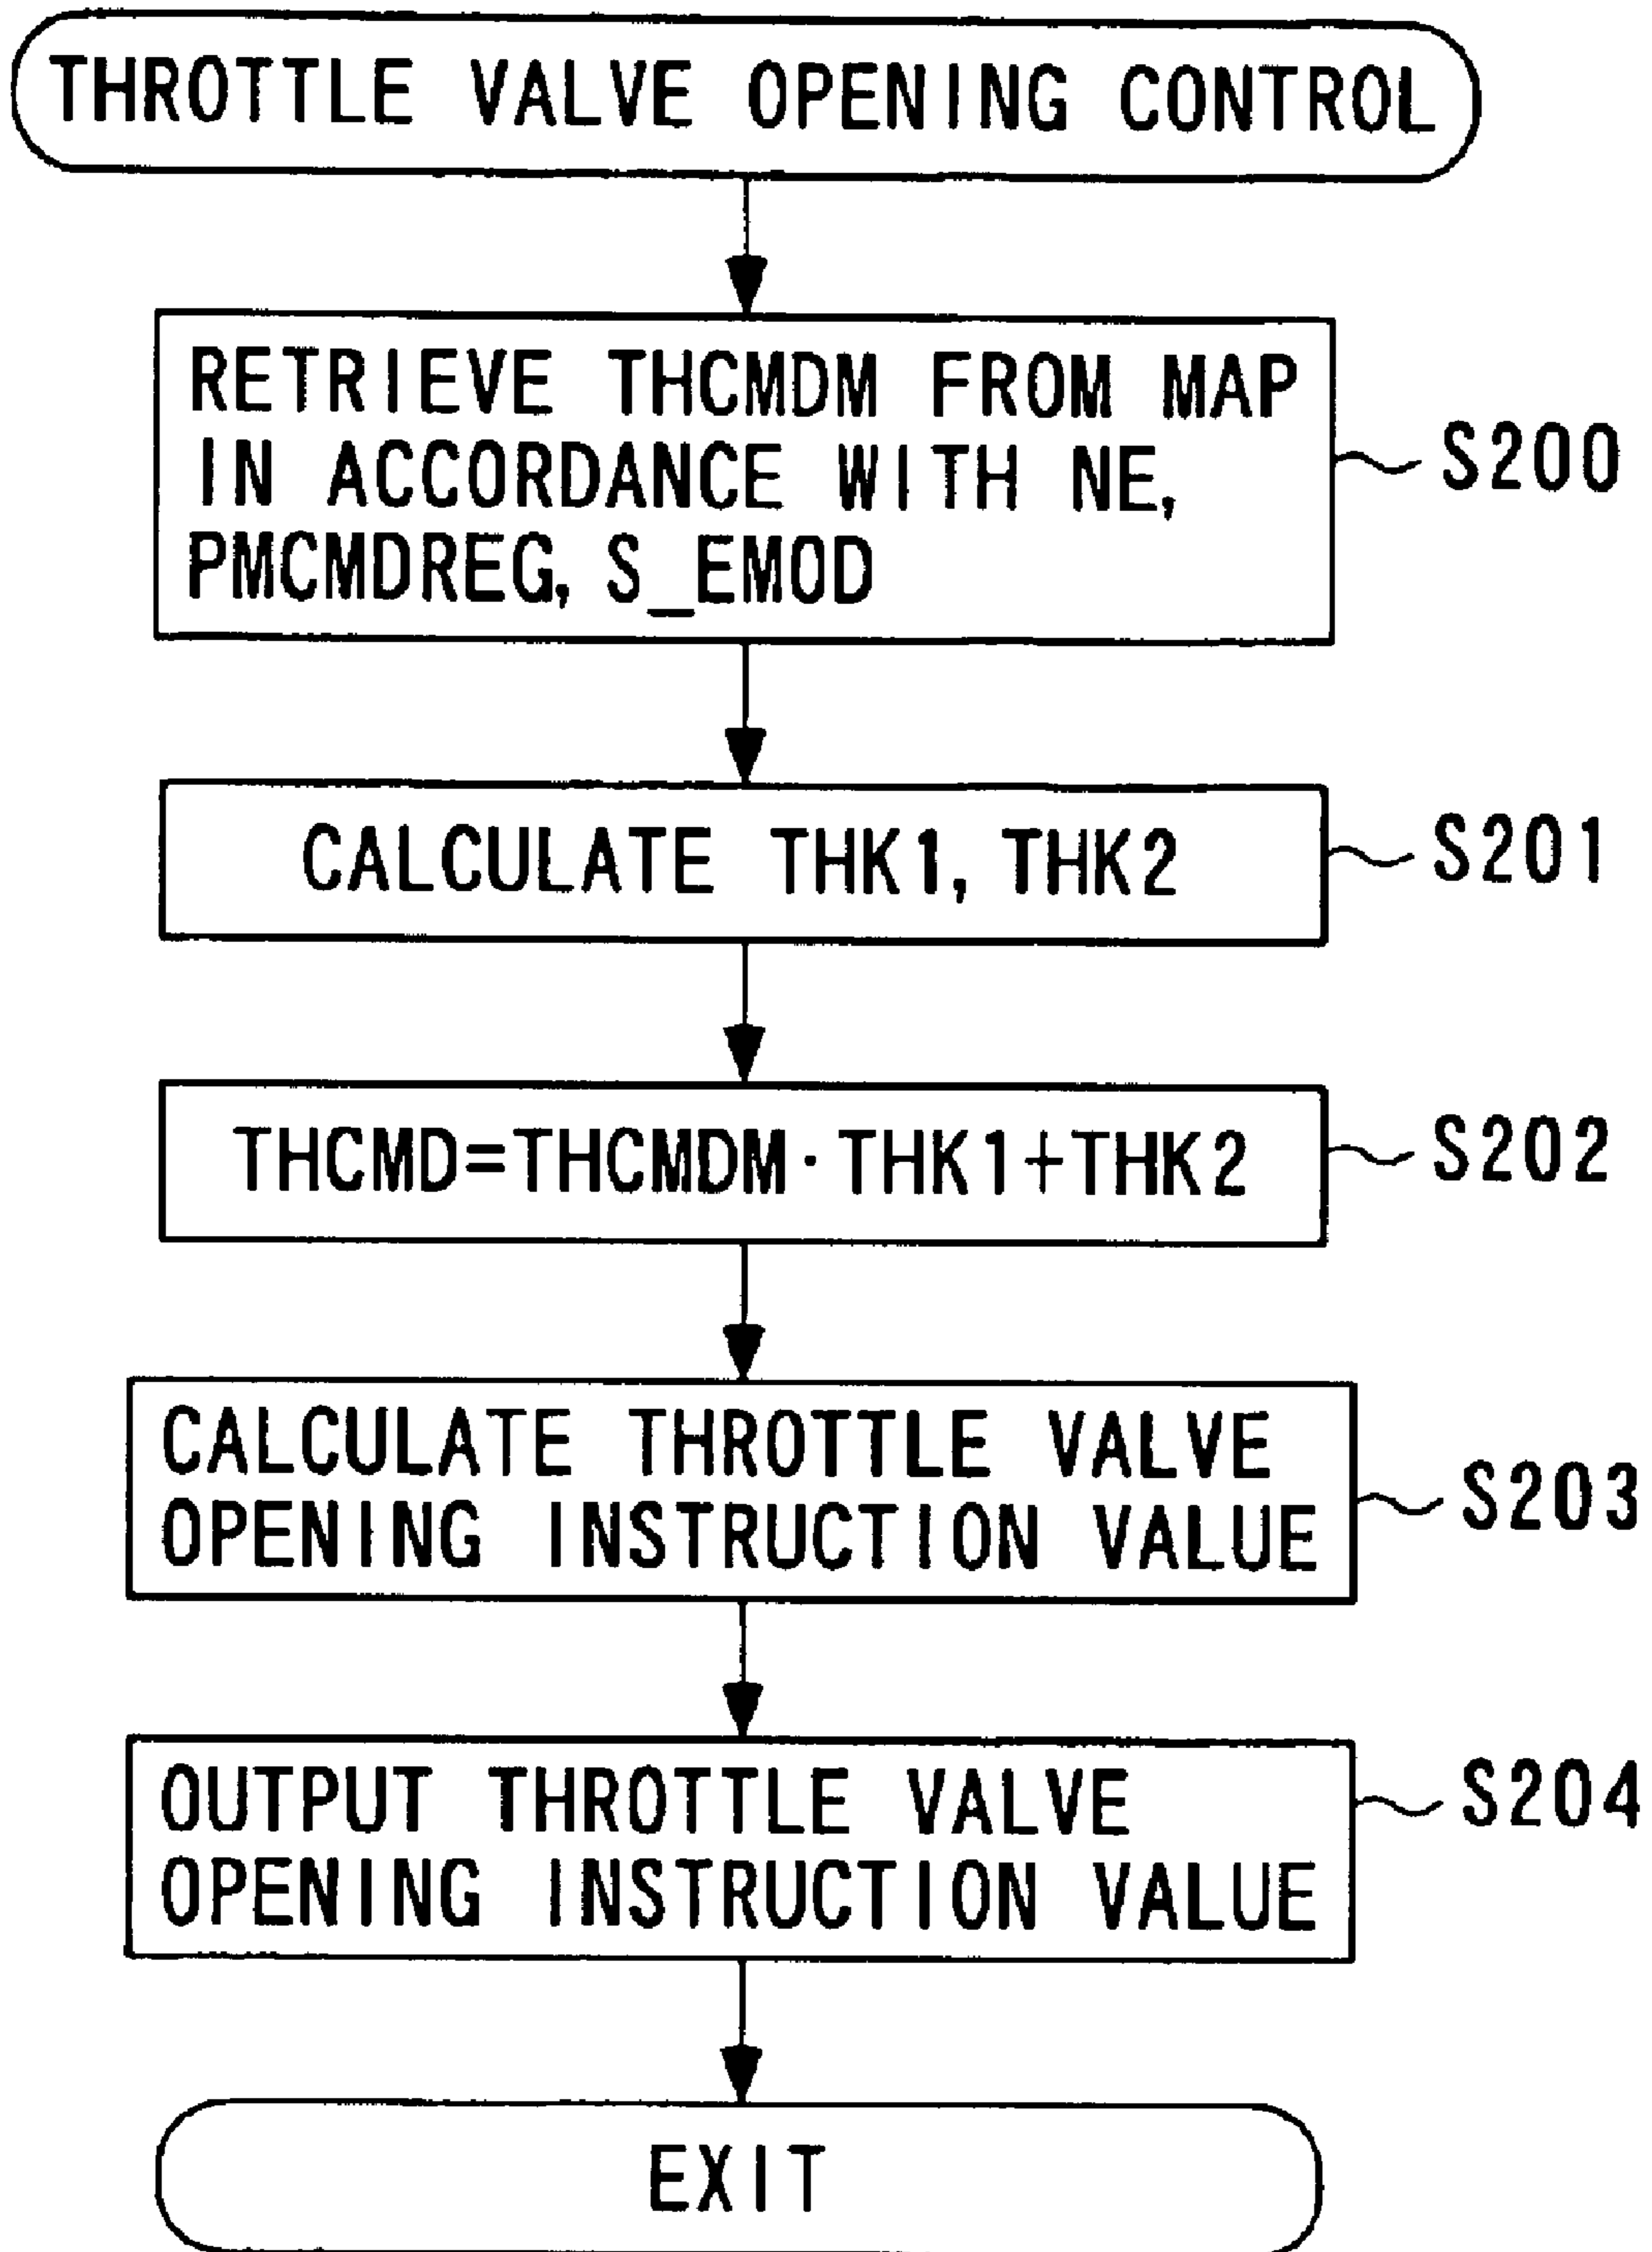 THROTTLE VALVE OPENING CONTROL
RETRIEVE THCMDM FROM MAP
IN ACCORDANCE WITH NE,
PMCMDREG, S_EMOD
S200
CALCULATE THK1, THK2
S201
THCMD=THCMDM·THK1+THK2
S202
CALCULATE THROTTLE VALVE
OPENING INSTRUCTION VALUE
S203
OUTPUT THROTTLE VALVE
OPENING INSTRUCTION VALUE
S204
EXIT